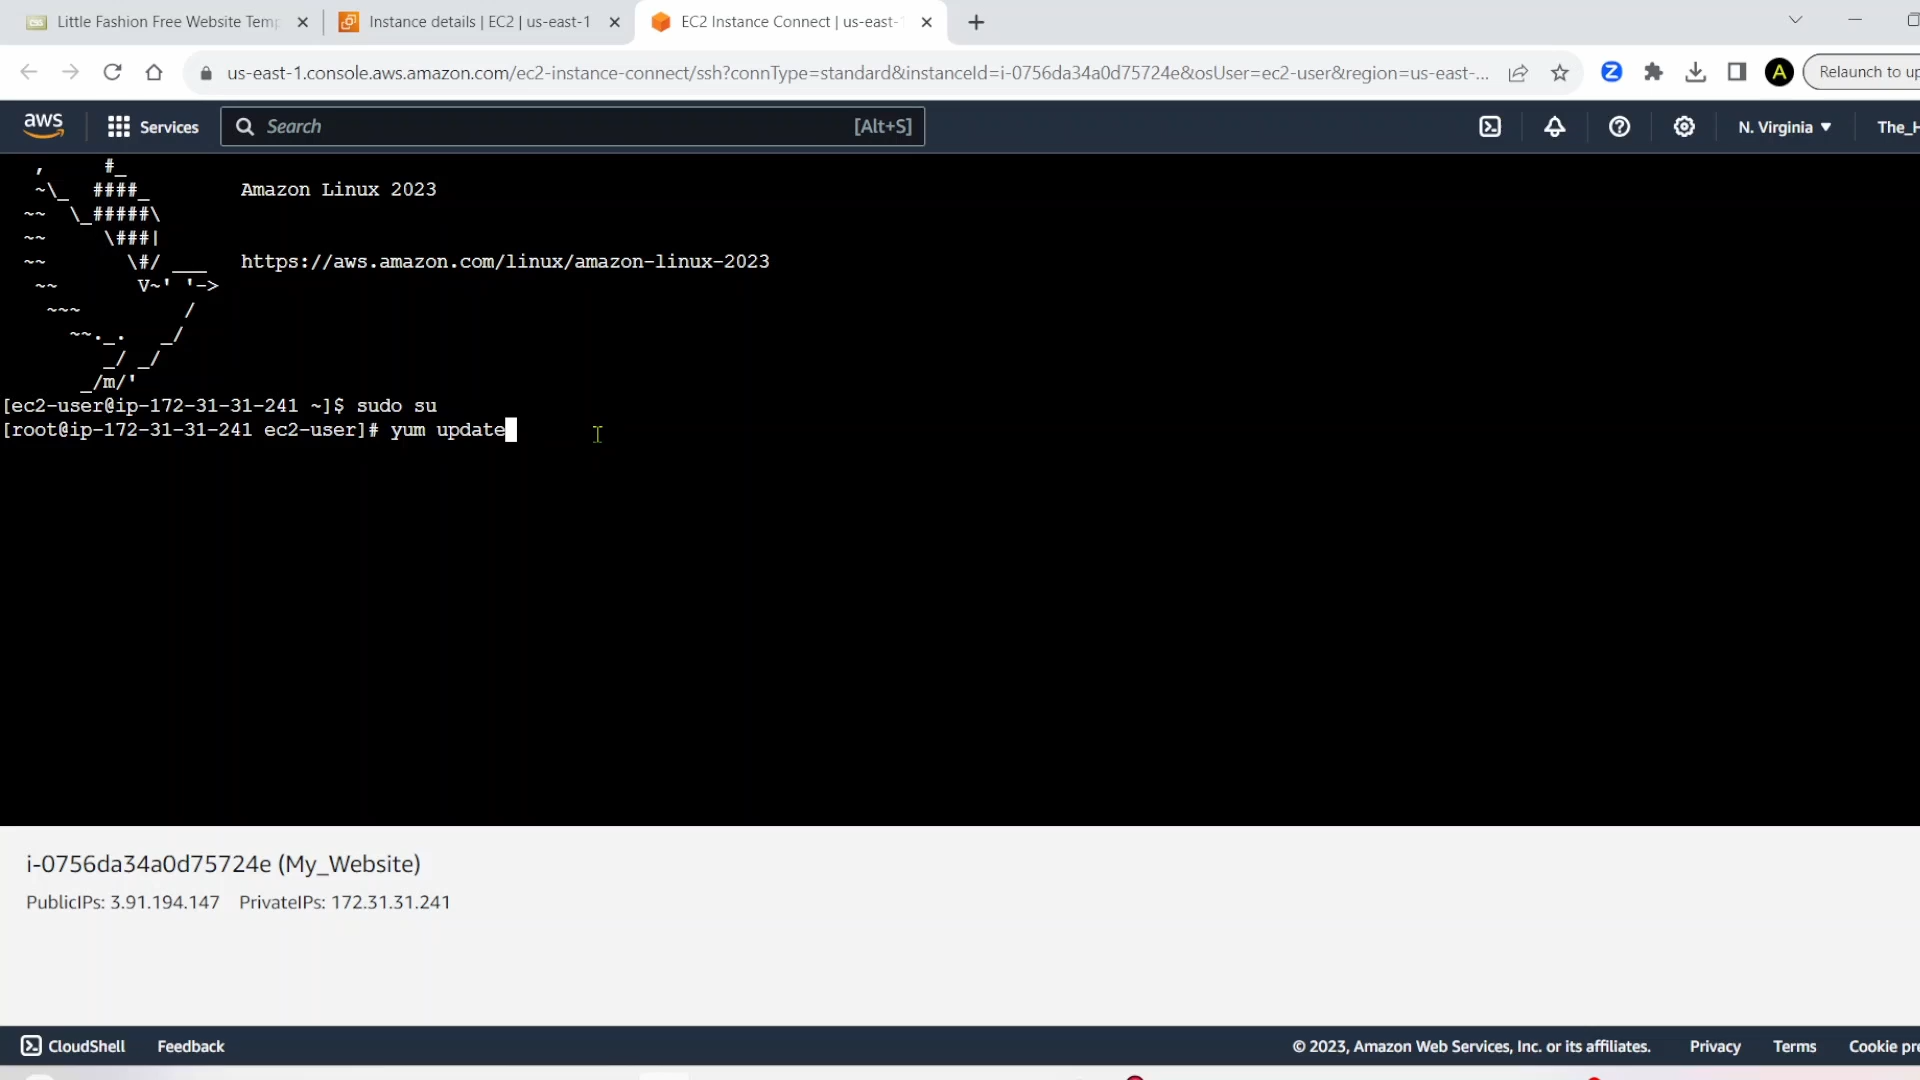 Little Fashion Free Website Temp
Instance details | EC2 | us-east-1
EC2 Instance Connect | us-east-
us-east-1.console.aws.amazon.com/ec2-instance-connect/ssh?connType=standard&instanceId=i-0756da34a0d75724e&osUser=ec2-user&region=us-east-...
Z
A
Relaunch to up
aws
Services
Search
[Alt+S]
N. Virginia
The_H
,      #_
~\_  ####_        Amazon Linux 2023
~~  \_#####\
~~     \###|
~~       \#/ ___   https://aws.amazon.com/linux/amazon-linux-2023
~~       V~' '->
~~~         /
~~._.   _/
_/ _/
_/m/'
[ec2-user@ip-172-31-31-241 ~]$ sudo su
[root@ip-172-31-31-241 ec2-user]# yum update
i-0756da34a0d75724e (My_Website)
PublicIPs: 3.91.194.147 PrivateIPs: 172.31.31.241
CloudShell
Feedback
© 2023, Amazon Web Services, Inc. or its affiliates.
Privacy
Terms
Cookie pre